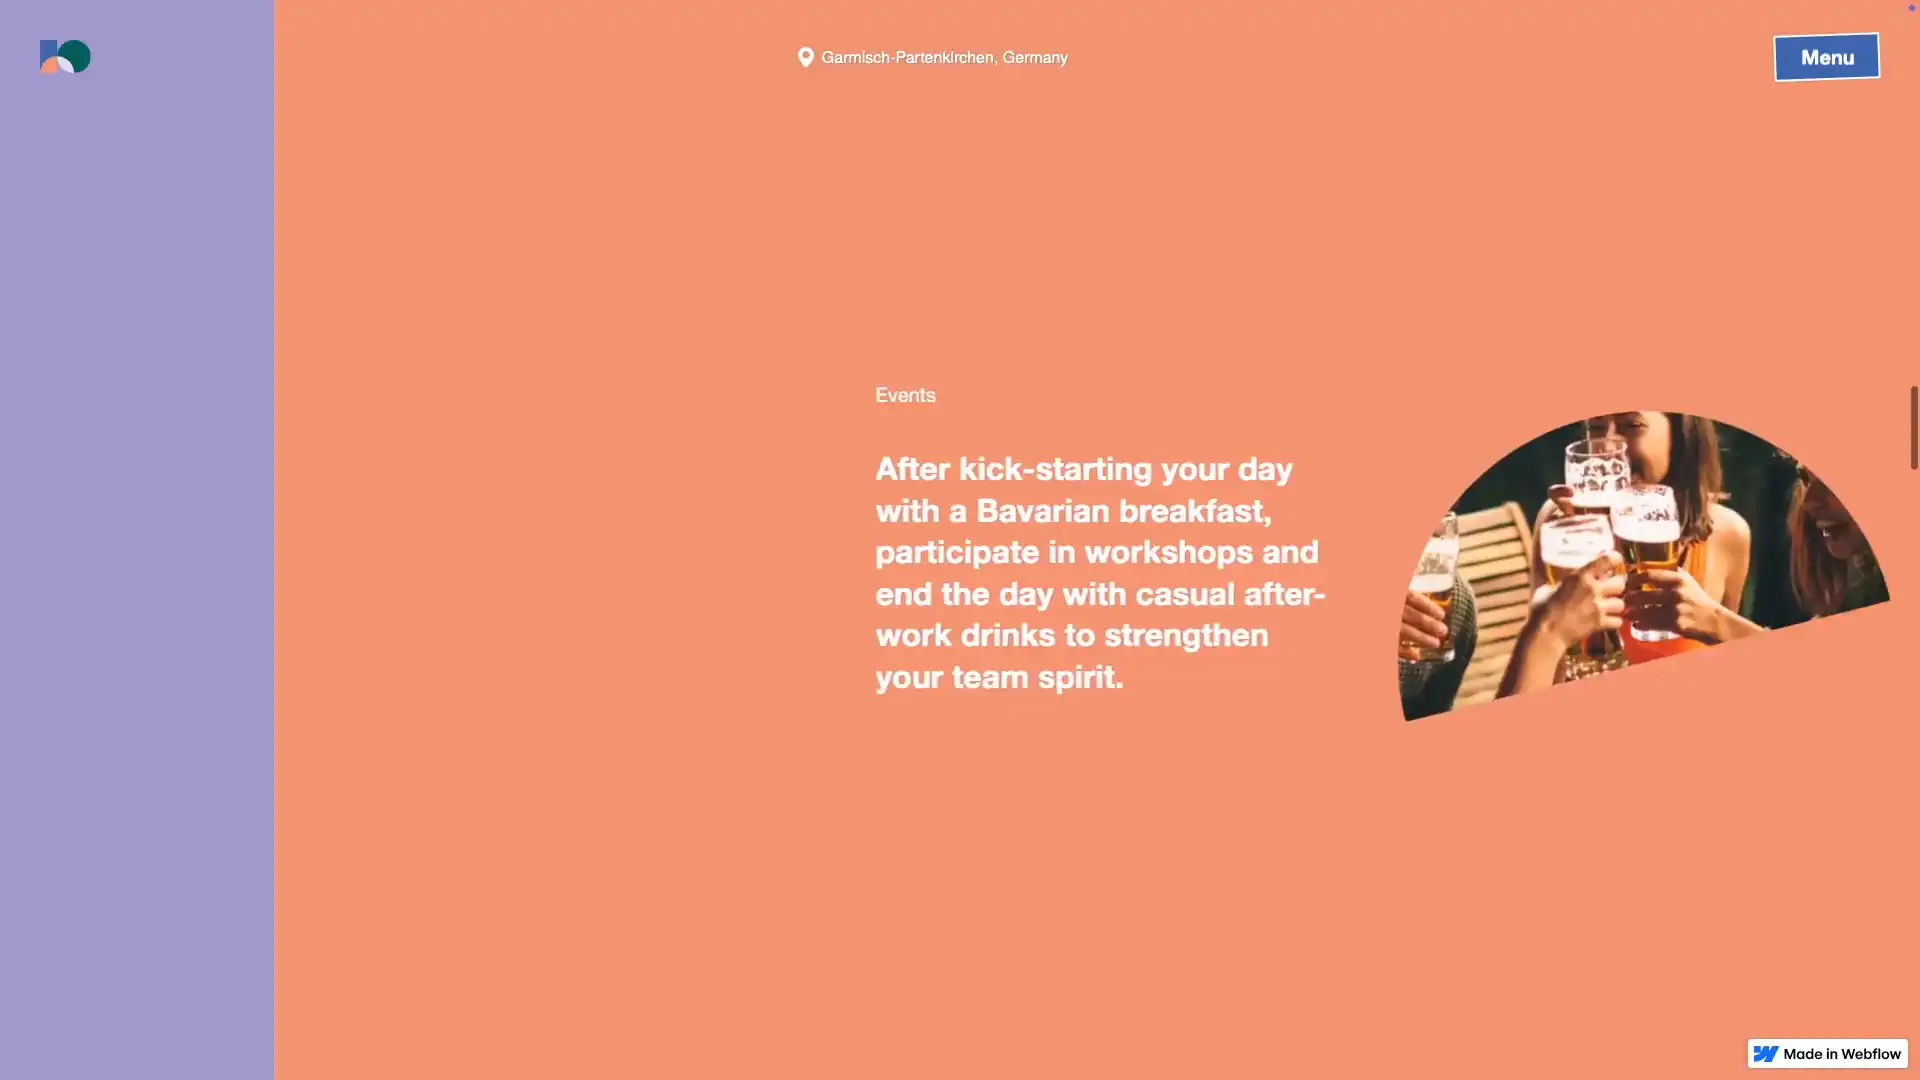 Garmisch-Partenkirchen, Germany
Menu
Events
After kick-starting your day
with a Bavarian breakfast,
participate in workshops and
end the day with casual after-
work drinks to strengthen
your team spirit.
Made in Webflow